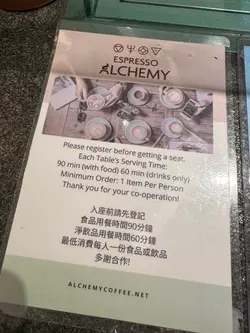 ESPRESSO
ALCHEMY
Please register before getting a seat.
Each Table's Serving Time:
90 min (with food) 60 min (drinks only)
Minimum Order: 1 Item Per Person
Thank you for your co-operation!
入座前請先登記
食品用餐時間90分鐘
淨飲品用餐時間60分鐘
最低消費每人一份食品或飲品
多謝合作!
ALCHEMYCOFFEE.NET